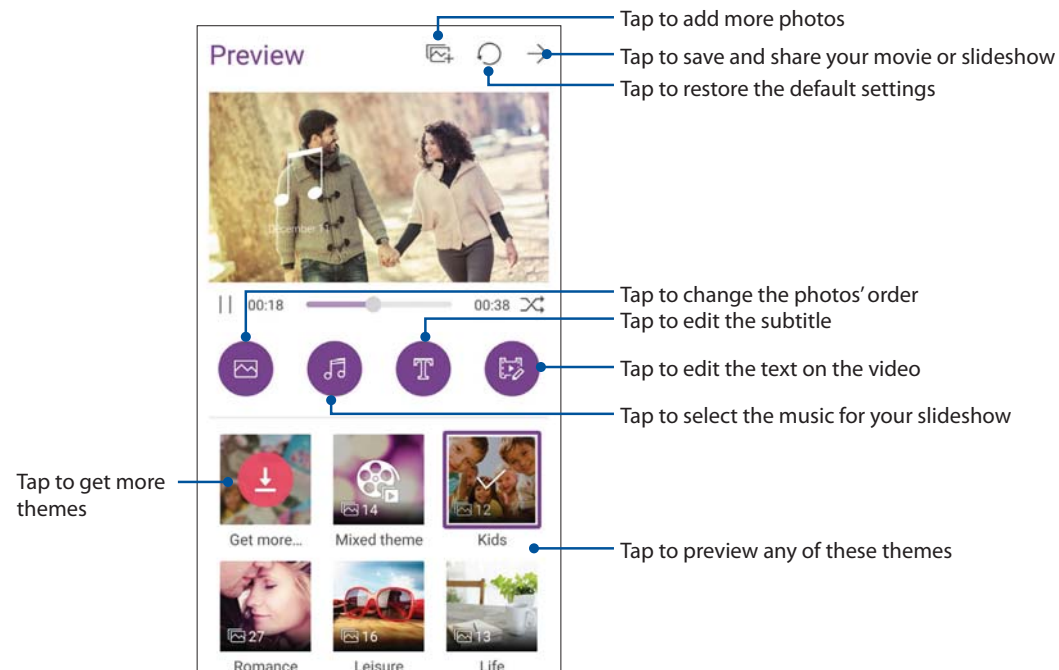 Tap to add more photos
Preview
Tap to save and share your movie or slideshow
Tap to restore the default settings
December 11
00:18
00:38
Tap to change the photos' order
Tap to edit the subtitle
T
Tap to edit the text on the video
Tap to select the music for your slideshow
Tap to get more
themes
14
12
Get more...
Mixed theme
Kids
Tap to preview any of these themes
27
16
13
Romance
Leisure
Life